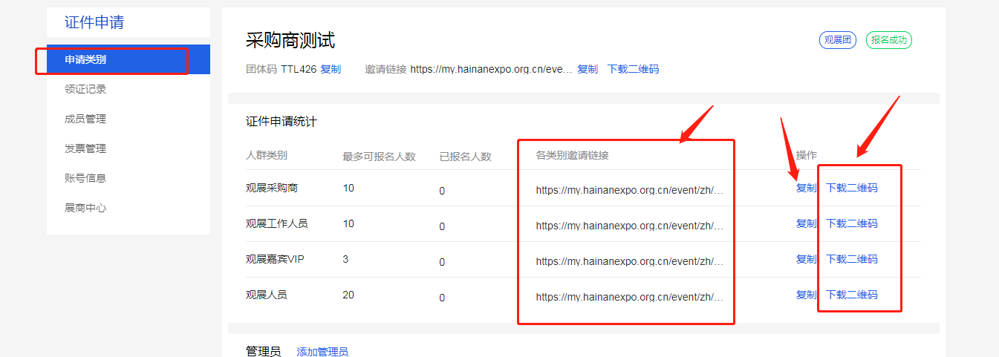 证件申请
申请类别
领证记录
成员管理
发票管理
账号信息
展商中心
采购商测试
观展团 报名成功
团体码 TTL426 复制 邀请链接 https://my.hainanexpo.org.cn/eve... 复制 下载二维码
证件申请统计
人群类别 最多可报名人数 已报名人数 各类别邀请链接 操作
观展采购商 10 0 https://my.hainanexpo.org.cn/event/zh/... 复制 下载二维码
观展工作人员 10 0 https://my.hainanexpo.org.cn/event/zh/... 复制 下载二维码
观展嘉宾VIP 3 0 https://my.hainanexpo.org.cn/event/zh/... 复制 下载二维码
观展人员 20 0 https://my.hainanexpo.org.cn/event/zh/... 复制 下载二维码
管理员 添加管理员